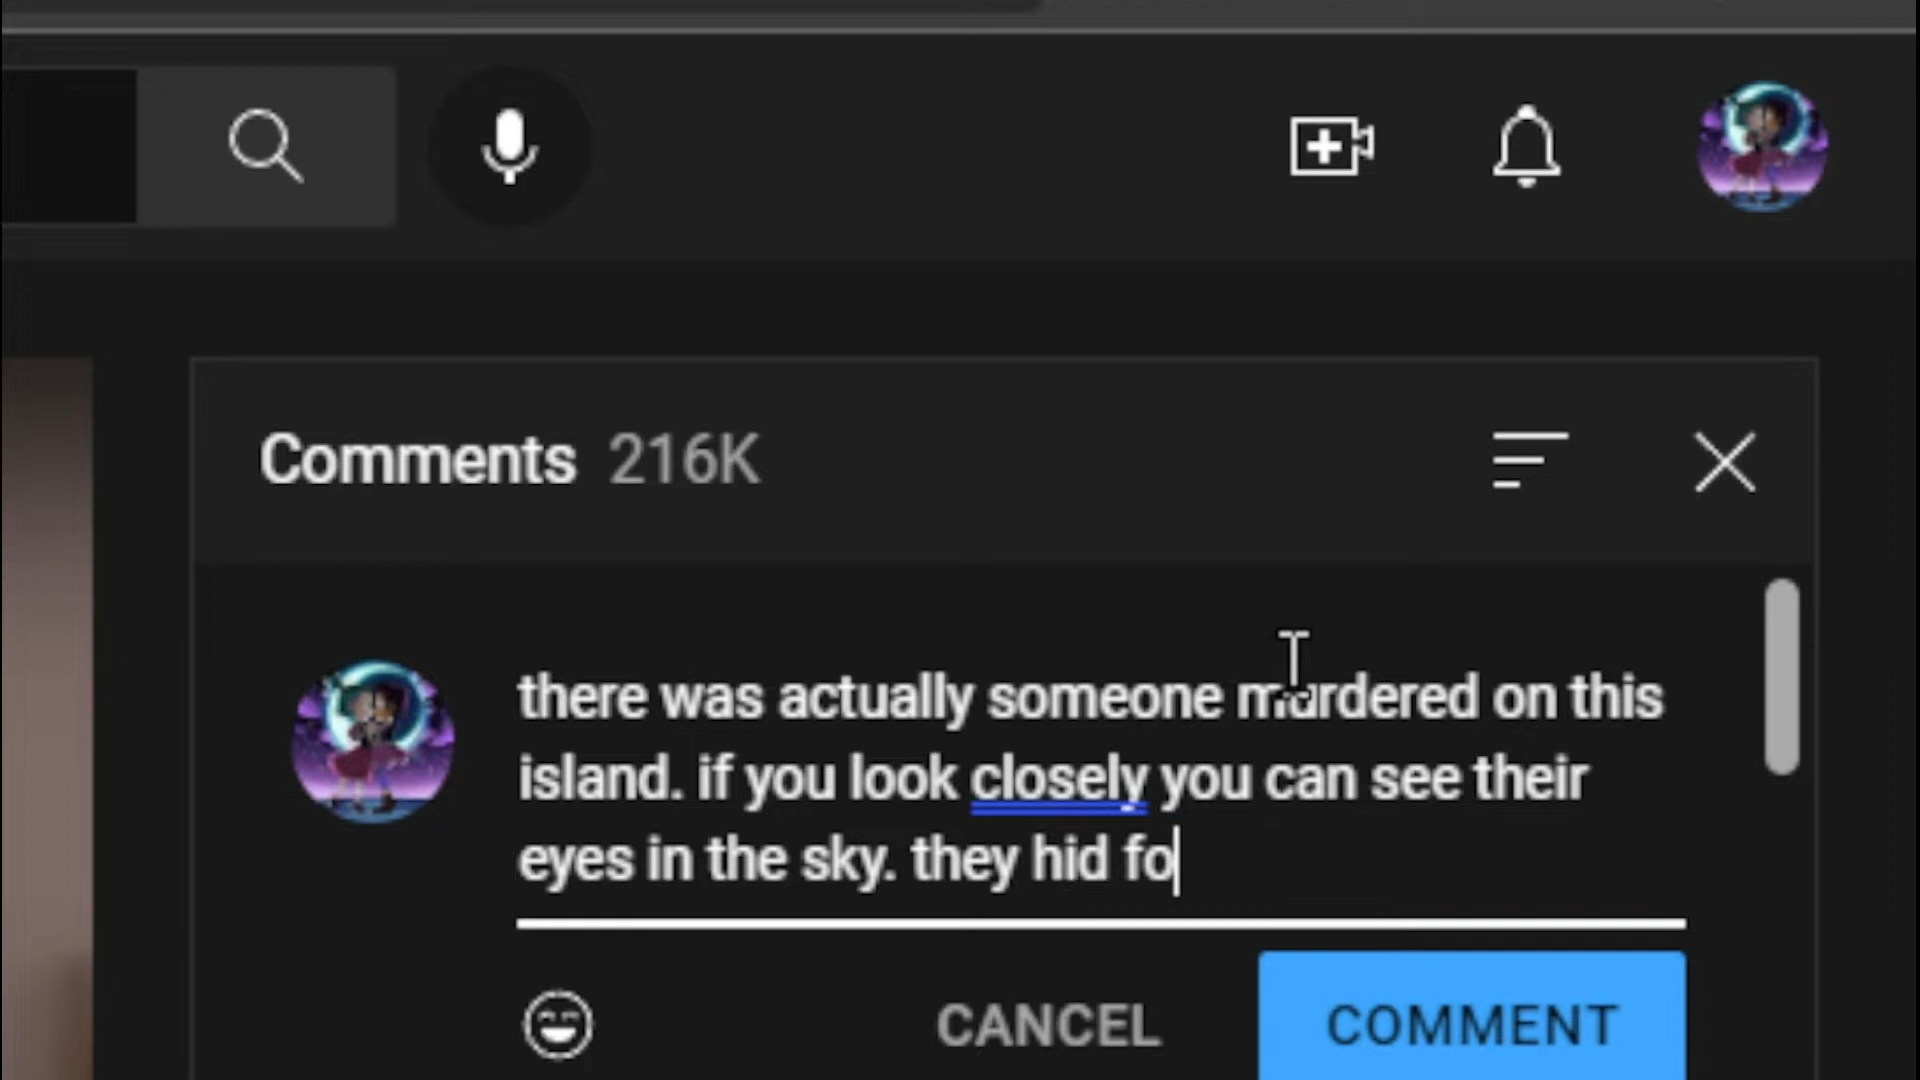 Comments 216K
there was actually someone murdered on this
island. if you look closely you can see their
eyes in the sky. they hid fo
CANCEL COMMENT